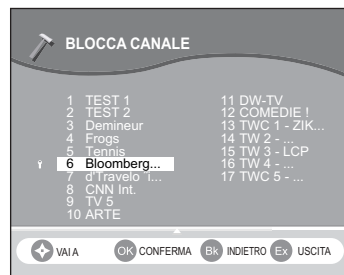 BLOCCA CANALE
1 TEST 1
2 TEST 2
3 Demineur
4 Frogs
5 Tennis
6 Bloomberg...
7 d'Travelo i...
8 CNN Int.
9 TV 5
10 ARTE
11 DW-TV
12 COMEDIE !
13 TWC 1 - ZIK...
14 TW 2 - ...
15 TW 3 - LCP
16 TW 4 - ...
17 TWC 5 - ...
VAI A OK CONFERMA Bk INDIETRO Ex USCITA